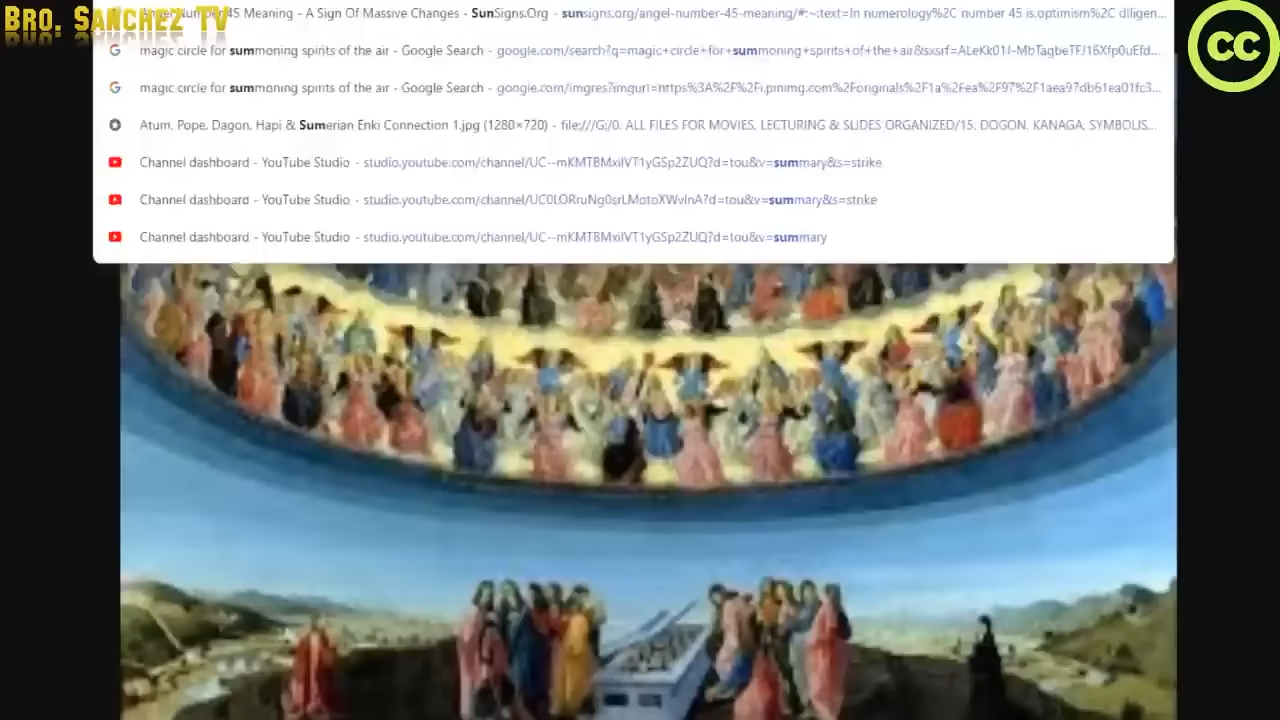 BRO. SANCHEZ TV
Angel Number 45 Meaning - A Sign Of Massive Changes - SunSigns.Org - sunsigns.org/angel-number-45-meaning/#:~:text=In numerology%2C number 45 is,optimism%2C diligen...
CC
magic circle for summoning spirits of the air - Google Search - google.com/search?q=magic+circle+for+summoning+spirits+of+the+air&sxsrf=
magic circle for summoning spirits of the air - Google Search - google.com/imgres?imgurl=https%3A%2F%2Fi.pinimg.com%2Foriginals%2F1a%2Fea%2F97%2F1aea97db61ea01fc3...
Atum, Pope, Dagon, Hapi & Sumerian Enki Connection 1.jpg (1280×720) - file:///G:/0. ALL FILES FOR MOVIES, LECTURING & SLIDES ORGANIZED/15. DOGON, KANAGA, SYMBOLIS...
Channel dashboard - YouTube Studio - studio.youtube.com/channel/UC--mKMTBMxiIVT1yGSp2ZUQ?d=tou&v=summary&s=strike
Channel dashboard - YouTube Studio - studio.youtube.com/channel/UC0LORruNg0srLMotoXWvInA?d=tou&v=summary&s=strike
Channel dashboard - YouTube Studio - studio.youtube.com/channel/UC--mKMTBMxiIVT1yGSp2ZUQ?d=tou&v=summary